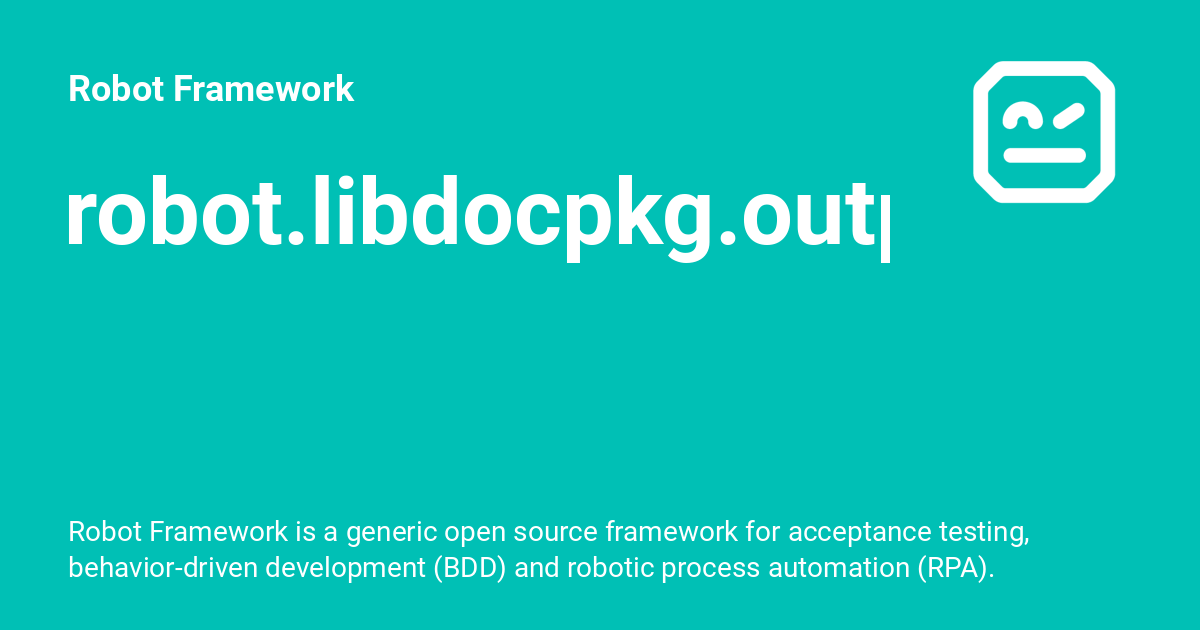 Robot Framework
robot.libdocpkg.out
Robot Framework is a generic open source framework for acceptance testing,
behavior-driven development (BDD) and robotic process automation (RPA).